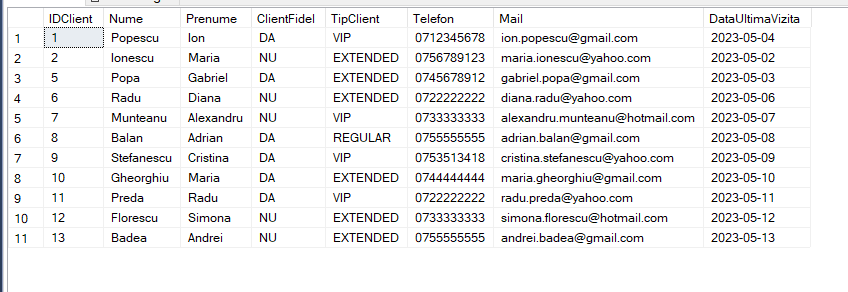 IDClient Nume Prenume ClientFidel TipClient Telefon Mail DataUltimaVizita
1 1 Popescu Ion DA VIP 0712345678 ion.popescu@gmail.com 2023-05-04
2 2 Ionescu Maria NU EXTENDED 0756789123 maria.ionescu@yahoo.com 2023-05-02
3 5 Popa Gabriel DA EXTENDED 0745678912 gabriel.popa@gmail.com 2023-05-03
4 6 Radu Diana NU EXTENDED 0722222222 diana.radu@yahoo.com 2023-05-06
5 7 Munteanu Alexandru NU VIP 0733333333 alexandru.munteanu@hotmail.com 2023-05-07
6 8 Balan Adrian DA REGULAR 0755555555 adrian.balan@gmail.com 2023-05-08
7 9 Stefanescu Cristina DA VIP 0753513418 cristina.stefanescu@yahoo.com 2023-05-09
8 10 Gheorghiu Maria DA EXTENDED 0744444444 maria.gheorghiu@gmail.com 2023-05-10
9 11 Preda Radu DA VIP 0722222222 radu.preda@yahoo.com 2023-05-11
10 12 Florescu Simona NU EXTENDED 0733333333 simona.florescu@hotmail.com 2023-05-12
11 13 Badea Andrei NU EXTENDED 0755555555 andrei.badea@gmail.com 2023-05-13